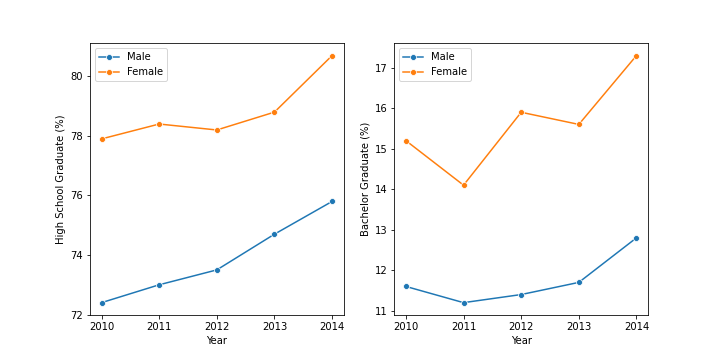 Male
Female
High School Graduate (%)
80
78
76
74
72
2010 2011 2012 2013 2014
Year
Male
Female
Bachelor Graduate (%)
17
16
15
14
13
12
11
2010 2011 2012 2013 2014
Year